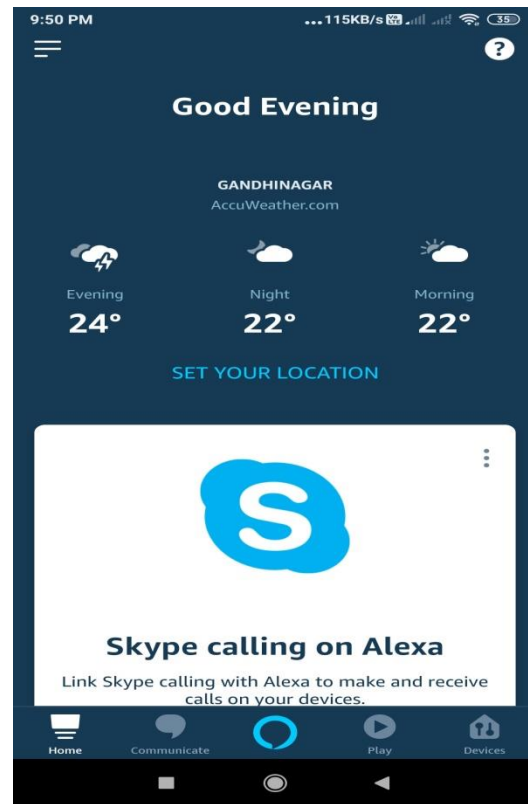 9:50 PM
...115KB/s 35
?
Good Evening
GANDHINAGAR
AccuWeather.com
Evening Night Morning
24° 22° 22°
SET YOUR LOCATION
S
Skype calling on Alexa
Link Skype calling with Alexa to make and receive
calls on your devices.
Home Communicate Play Devices